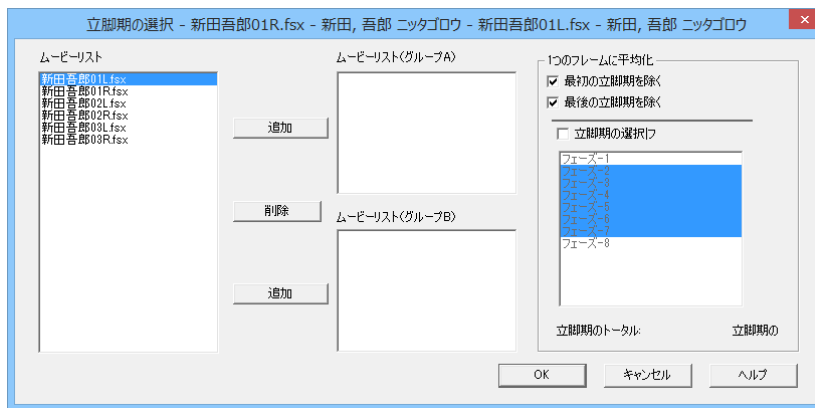 立脚期の選択 - 新田吾郎01R.fsx - 新田, 吾郎 ニッタゴロウ - 新田吾郎01L.fsx - 新田, 吾郎 ニッタゴロウ
ムービーリスト
新田吾郎01L.fsx
新田吾郎01R.fsx
新田吾郎02L.fsx
新田吾郎02R.fsx
新田吾郎03L.fsx
新田吾郎03R.fsx
追加
削除
追加
ムービーリスト(グループA)
ムービーリスト(グループB)
1つのフレームに平均化
最初の立脚期を除く
最後の立脚期を除く
立脚期の選択|フ
フェーズ-1
フェーズ-2
フェーズ-3
フェーズ-4
フェーズ-5
フェーズ-6
フェーズ-7
フェーズ-8
立脚期のトータル: 立脚期の
OK キャンセル ヘルプ